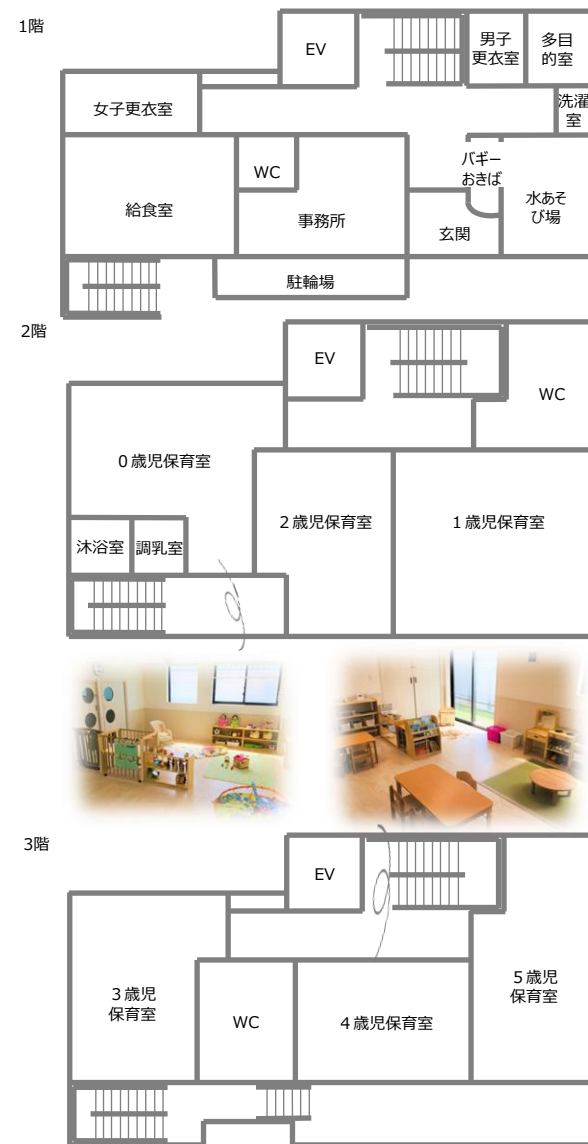 1階
EV
男子
更衣室
多目
的室
女子更衣室
洗濯
室
WC
バギー
おきば
給食室
事務所
水あそ
び場
玄関
駐輪場
2階
EV
WC
0歳児保育室
2歳児保育室
1歳児保育室
沐浴室
調乳室
3階
EV
3歳児
保育室
WC
4歳児保育室
5歳児
保育室